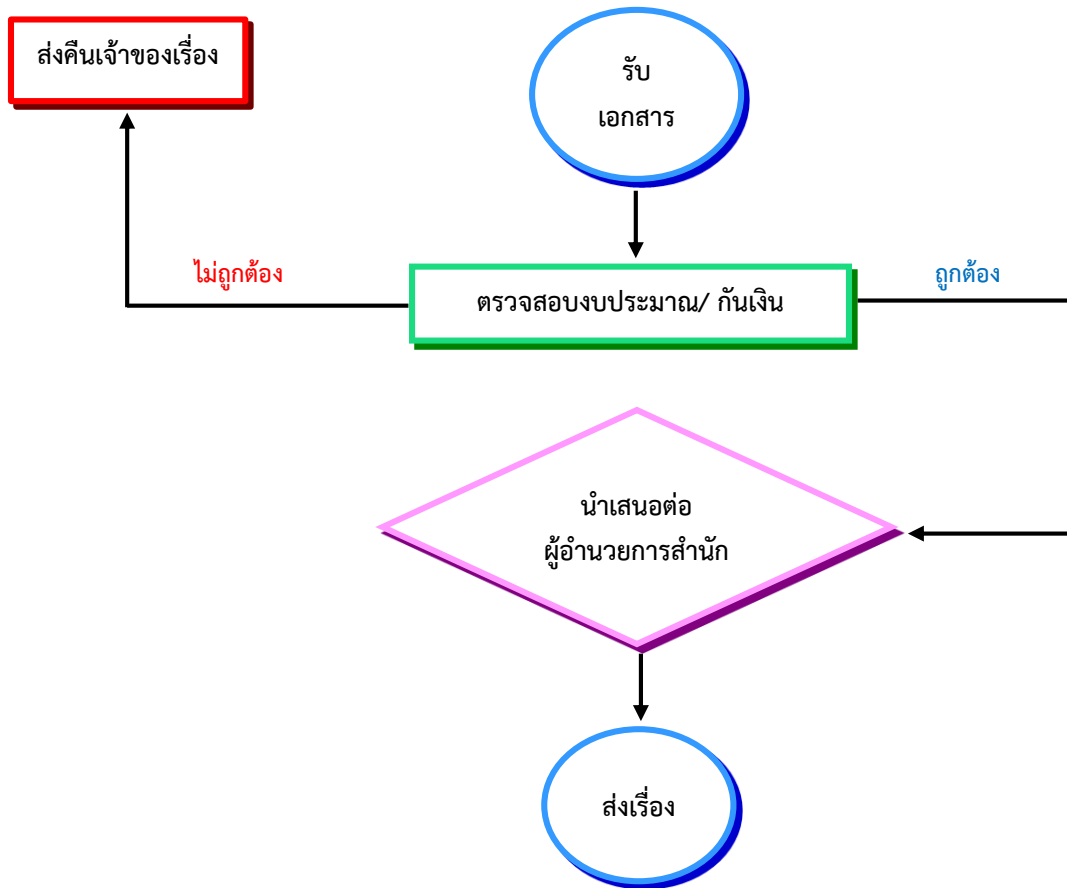 ส่งคืนเจ้าของเรื่อง
รับ
เอกสาร
ไม่ถูกต้อง
ตรวจสอบงบประมาณ/ กันเงิน
ถูกต้อง
นำเสนอต่อ
ผู้อำนวยการสำนัก
ส่งเรื่อง